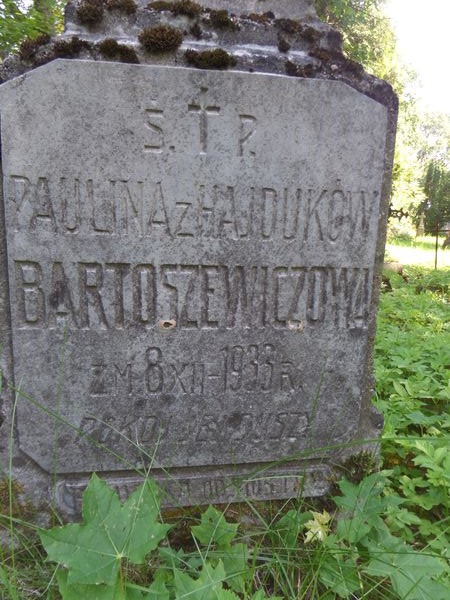 Ś. † P.
PAULINA z HAJDUKÓW
BARTOSZEWICZOWA
ZM. 8 XII-1933 R.
POKÓJ JEJ DUSZY